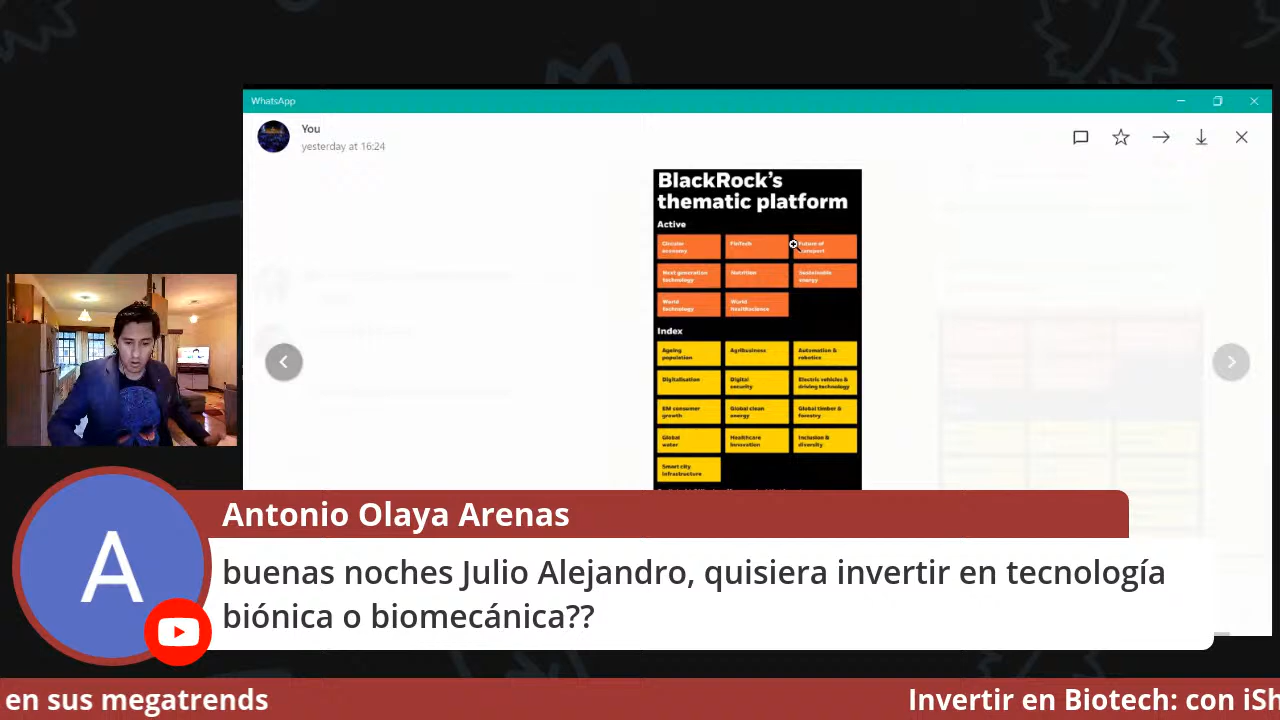 WhatsApp
You
yesterday at 16:24
BlackRock's
thematic platform
Active
Circular
economy
FinTech
Future of
transport
Next generation
technology
Nutrition
Sustainable
energy
World
technology
World
healthscience
Index
Ageing
population
Agribusiness
Automation &
robotics
Digitalisation
Digital
security
Electric vehicles &
driving technology
EM consumer
growth
Global clean
energy
Global timber &
forestry
Global
water
Healthcare
innovation
Inclusion &
diversity
Smart city
infrastructure
A
Antonio Olaya Arenas
buenas noches Julio Alejandro, quisiera invertir en tecnología
biónica o biomecánica??
en sus megatrends
Invertir en Biotech: con iSh